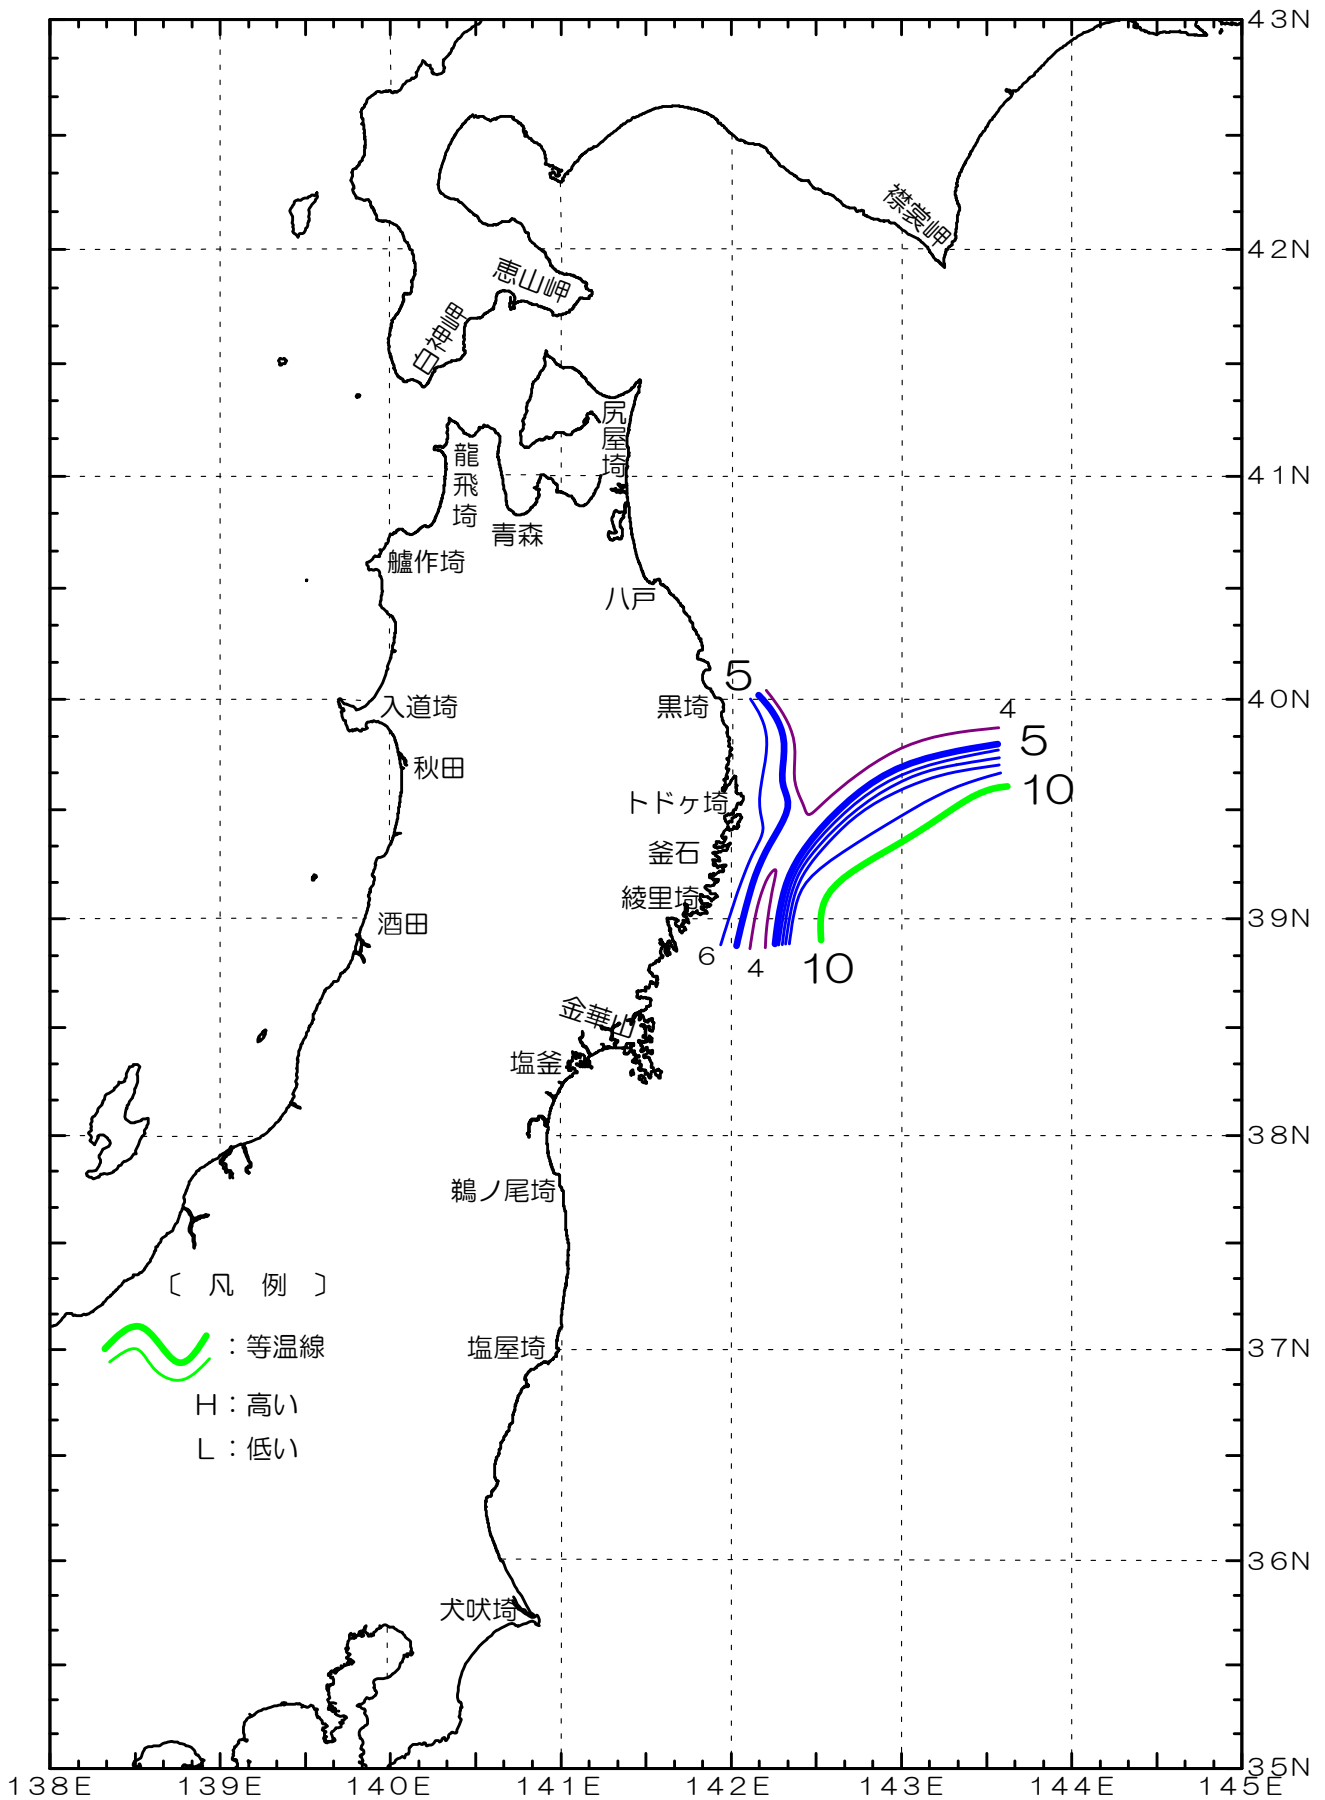 43N
襟裳岬
42N
恵山岬
白神岬
尻屋埼
龍飛埼
41N
青森
艫作埼
八戸
5
入道埼
黒埼
40N
4
5
秋田
10
トドヶ埼
釜石
綾里埼
酒田
39N
6
4
10
金華山
塩釜
38N
鵜ノ尾埼
〔 凡 例 〕
：等温線
塩屋埼
37N
H：高い
L：低い
36N
犬吠埼
35N
138E
139E
140E
141E
142E
143E
144E
145E